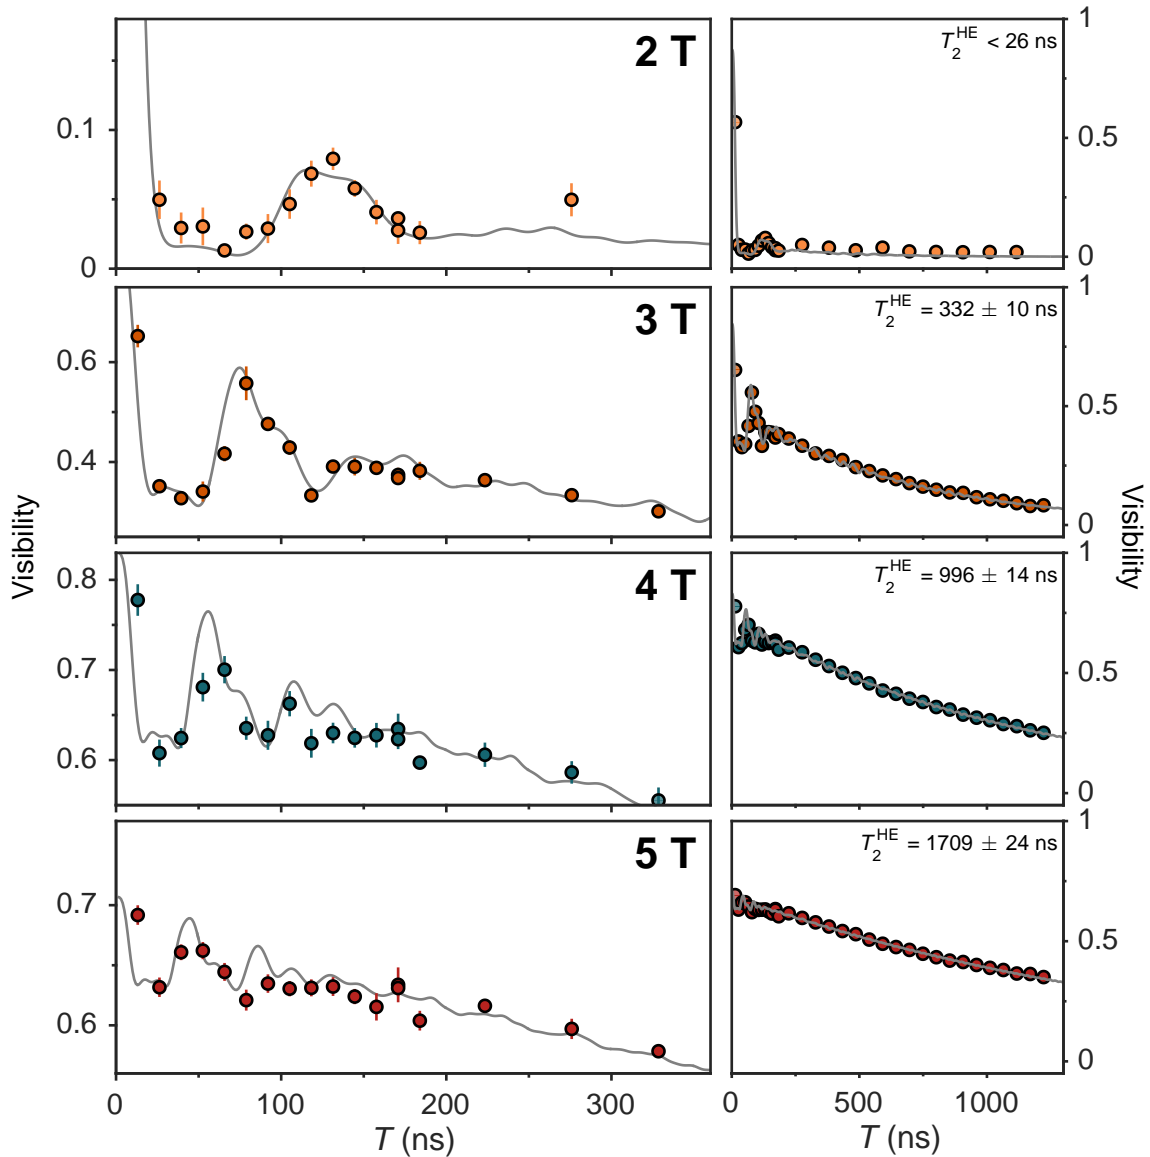 2 T
0.1
0
T₂ᴴᴱ < 26 ns
1
0.5
0
3 T
0.6
0.4
T₂ᴴᴱ = 332 ± 10 ns
1
0.5
0
Visibility
4 T
0.8
0.7
0.6
T₂ᴴᴱ = 996 ± 14 ns
1
0.5
0
Visibility
5 T
0.7
0.6
T₂ᴴᴱ = 1709 ± 24 ns
1
0.5
0
0 100 200 300
T (ns)
0 500 1000
T (ns)